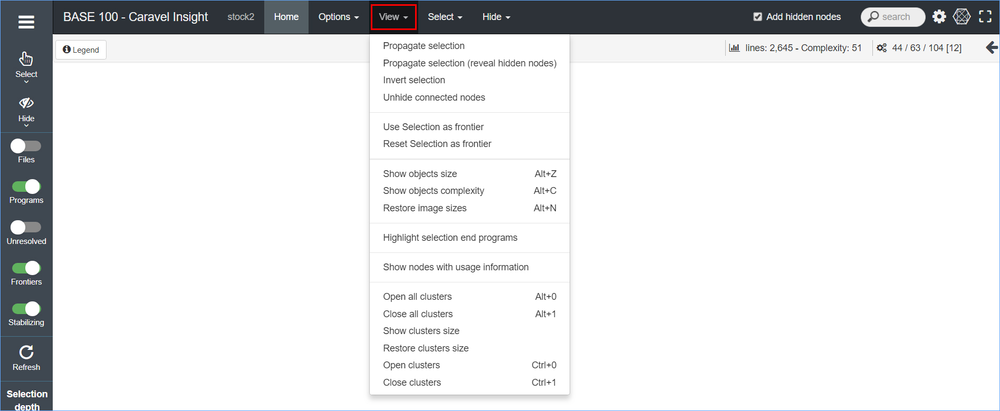 BASE 100 - Caravel Insight
stock2
Home
Options
View
Select
Hide
Add hidden nodes
search
Legend
lines: 2,645 - Complexity: 51
44 / 63 / 104 [12]
Select
Hide
Files
Programs
Unresolved
Frontiers
Stabilizing
Refresh
Selection
depth
Propagate selection
Propagate selection (reveal hidden nodes)
Invert selection
Unhide connected nodes
Use Selection as frontier
Reset Selection as frontier
Show objects size Alt+Z
Show objects complexity Alt+C
Restore image sizes Alt+N
Highlight selection end programs
Show nodes with usage information
Open all clusters Alt+0
Close all clusters Alt+1
Show clusters size
Restore clusters size
Open clusters Ctrl+0
Close clusters Ctrl+1